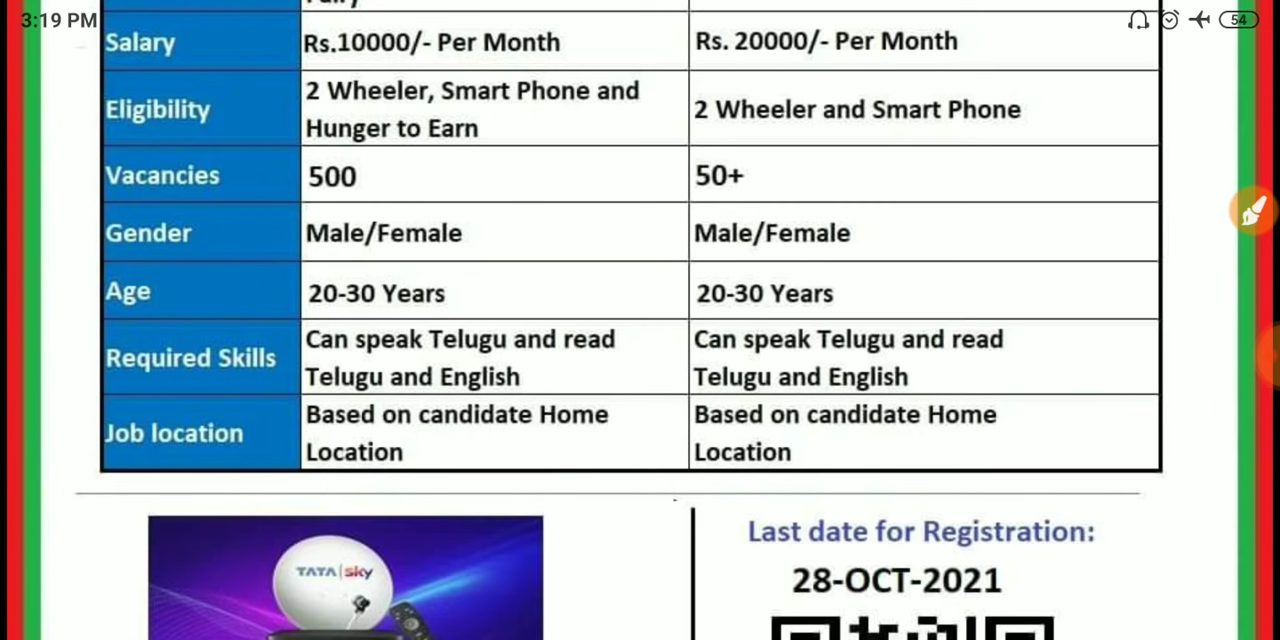 3:19 PM
54
Salary
Rs.10000/- Per Month
Rs. 20000/- Per Month
Eligibility
2 Wheeler, Smart Phone and
Hunger to Earn
2 Wheeler and Smart Phone
Vacancies
500
50+
Gender
Male/Female
Male/Female
Age
20-30 Years
20-30 Years
Required Skills
Can speak Telugu and read
Telugu and English
Can speak Telugu and read
Telugu and English
Job location
Based on candidate Home
Location
Based on candidate Home
Location
TATA sky
Last date for Registration:
28-OCT-2021